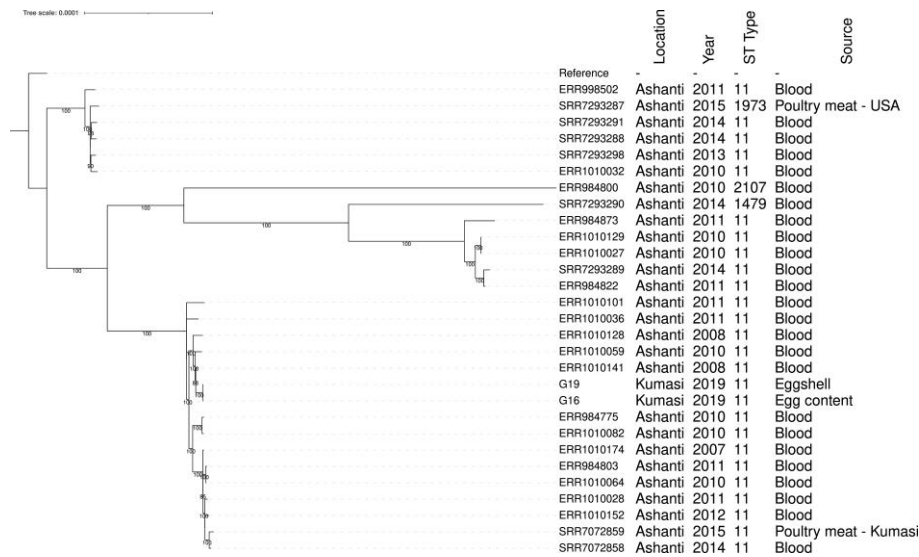 Tree scale: 0.0001
Location Year ST Type Source
Reference - - - -
ERR998502 Ashanti 2011 11 Blood
SRR7293287 Ashanti 2015 1973 Poultry meat - USA
SRR7293291 Ashanti 2014 11 Blood
SRR7293288 Ashanti 2014 11 Blood
SRR7293298 Ashanti 2013 11 Blood
ERR1010032 Ashanti 2010 11 Blood
ERR984800 Ashanti 2010 2107 Blood
SRR7293290 Ashanti 2014 1479 Blood
ERR984873 Ashanti 2011 11 Blood
ERR1010129 Ashanti 2010 11 Blood
ERR1010027 Ashanti 2010 11 Blood
SRR7293289 Ashanti 2014 11 Blood
ERR984822 Ashanti 2011 11 Blood
ERR1010101 Ashanti 2011 11 Blood
ERR1010036 Ashanti 2011 11 Blood
ERR1010128 Ashanti 2008 11 Blood
ERR1010059 Ashanti 2010 11 Blood
ERR1010141 Ashanti 2008 11 Blood
G19 Kumasi 2019 11 Eggshell
G16 Kumasi 2019 11 Egg content
ERR984775 Ashanti 2010 11 Blood
ERR1010082 Ashanti 2010 11 Blood
ERR1010174 Ashanti 2007 11 Blood
ERR984803 Ashanti 2011 11 Blood
ERR1010064 Ashanti 2010 11 Blood
ERR1010028 Ashanti 2011 11 Blood
ERR1010152 Ashanti 2012 11 Blood
SRR7072859 Ashanti 2015 11 Poultry meat - Kumasi
SRR7072858 Ashanti 2014 11 Blood
100
100
100
100
100
100